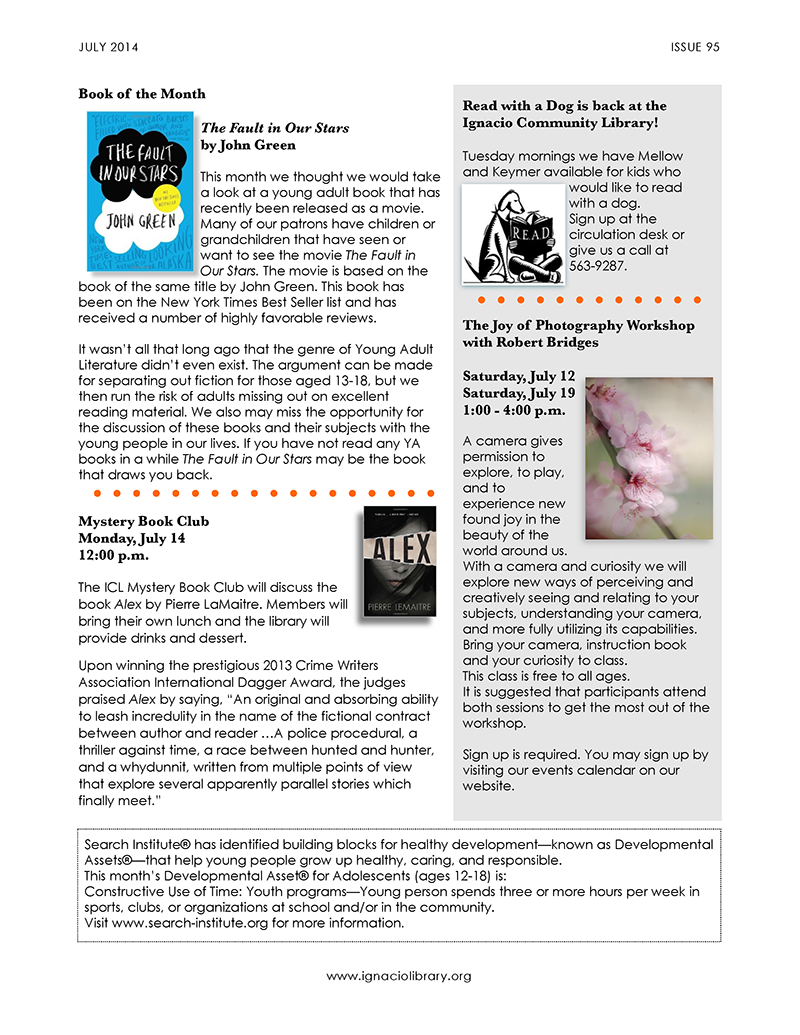 JULY 2014
ISSUE 95
Book of the Month
THE FAULT
IN OUR STARS
JOHN GREEN
The Fault in Our Stars
by John Green
This month we thought we would take
a look at a young adult book that has
recently been released as a movie.
Many of our patrons have children or
grandchildren that have seen or
want to see the movie The Fault in
Our Stars. The movie is based on the
book of the same title by John Green. This book has
been on the New York Times Best Seller list and has
received a number of highly favorable reviews.
It wasn't all that long ago that the genre of Young Adult
Literature didn't even exist. The argument can be made
for separating out fiction for those aged 13-18, but we
then run the risk of adults missing out on excellent
reading material. We also may miss the opportunity for
the discussion of these books and their subjects with the
young people in our lives. If you have not read any YA
books in a while The Fault in Our Stars may be the book
that draws you back.
Mystery Book Club
Monday, July 14
12:00 p.m.
ALEX
PIERRE LEMAITRE
The ICL Mystery Book Club will discuss the
book Alex by Pierre LaMaitre. Members will
bring their own lunch and the library will
provide drinks and dessert.
Upon winning the prestigious 2013 Crime Writers
Association International Dagger Award, the judges
praised Alex by saying, “An original and absorbing ability
to leash incredulity in the name of the fictional contract
between author and reader …A police procedural, a
thriller against time, a race between hunted and hunter,
and a whydunnit, written from multiple points of view
that explore several apparently parallel stories which
finally meet.”
Read with a Dog is back at the
Ignacio Community Library!
Tuesday mornings we have Mellow
and Keymer available for kids who
would like to read
with a dog.
Sign up at the
circulation desk or
give us a call at
563-9287.
READ
The Joy of Photography Workshop
with Robert Bridges
Saturday, July 12
Saturday, July 19
1:00 - 4:00 p.m.
A camera gives
permission to
explore, to play,
and to
experience new
found joy in the
beauty of the
world around us.
With a camera and curiosity we will
explore new ways of perceiving and
creatively seeing and relating to your
subjects, understanding your camera,
and more fully utilizing its capabilities.
Bring your camera, instruction book
and your curiosity to class.
This class is free to all ages.
It is suggested that participants attend
both sessions to get the most out of the
workshop.
Sign up is required. You may sign up by
visiting our events calendar on our
website.
Search Institute® has identified building blocks for healthy development—known as Developmental
Assets®—that help young people grow up healthy, caring, and responsible.
This month's Developmental Asset® for Adolescents (ages 12-18) is:
Constructive Use of Time: Youth programs—Young person spends three or more hours per week in
sports, clubs, or organizations at school and/or in the community.
Visit www.search-institute.org for more information.
www.ignaciolibrary.org